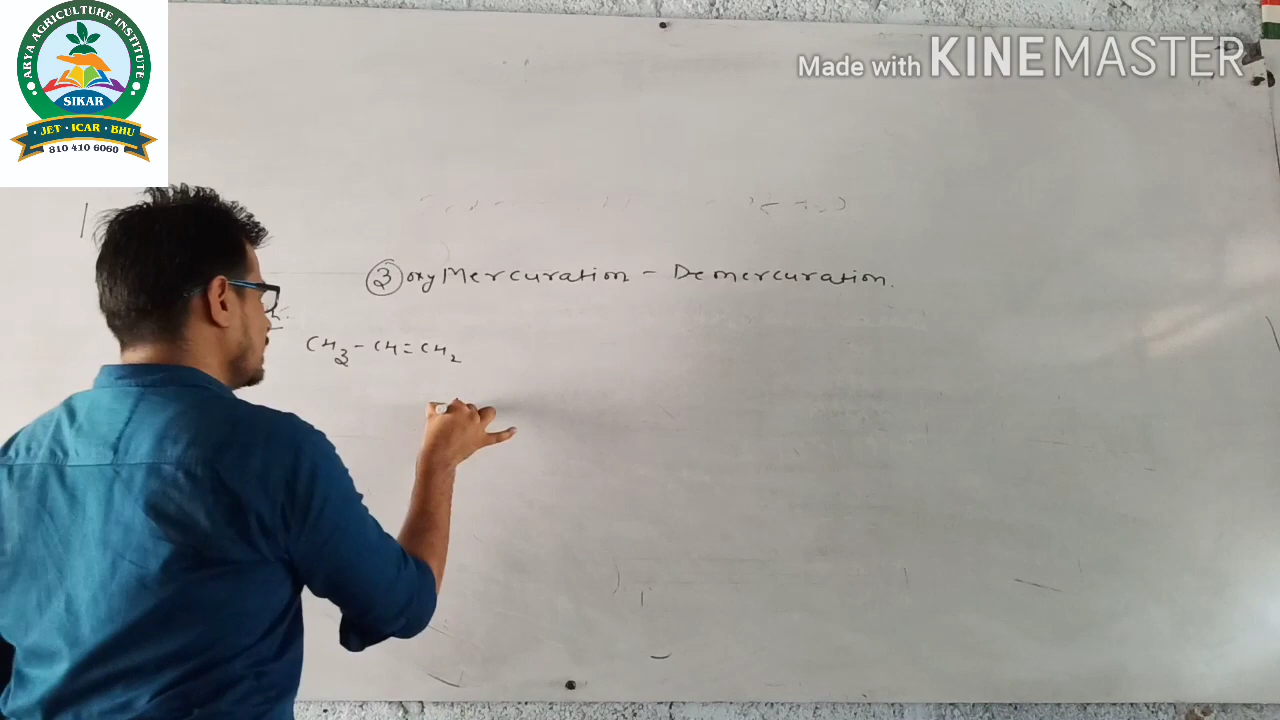 ARYA AGRICULTURE INSTITUTE
SIKAR
· JET · ICAR · BHU ·
810 410 6060
Made with KINEMASTER
③ oxy Mercuration - Demercuration.
CH3 - CH = CH2